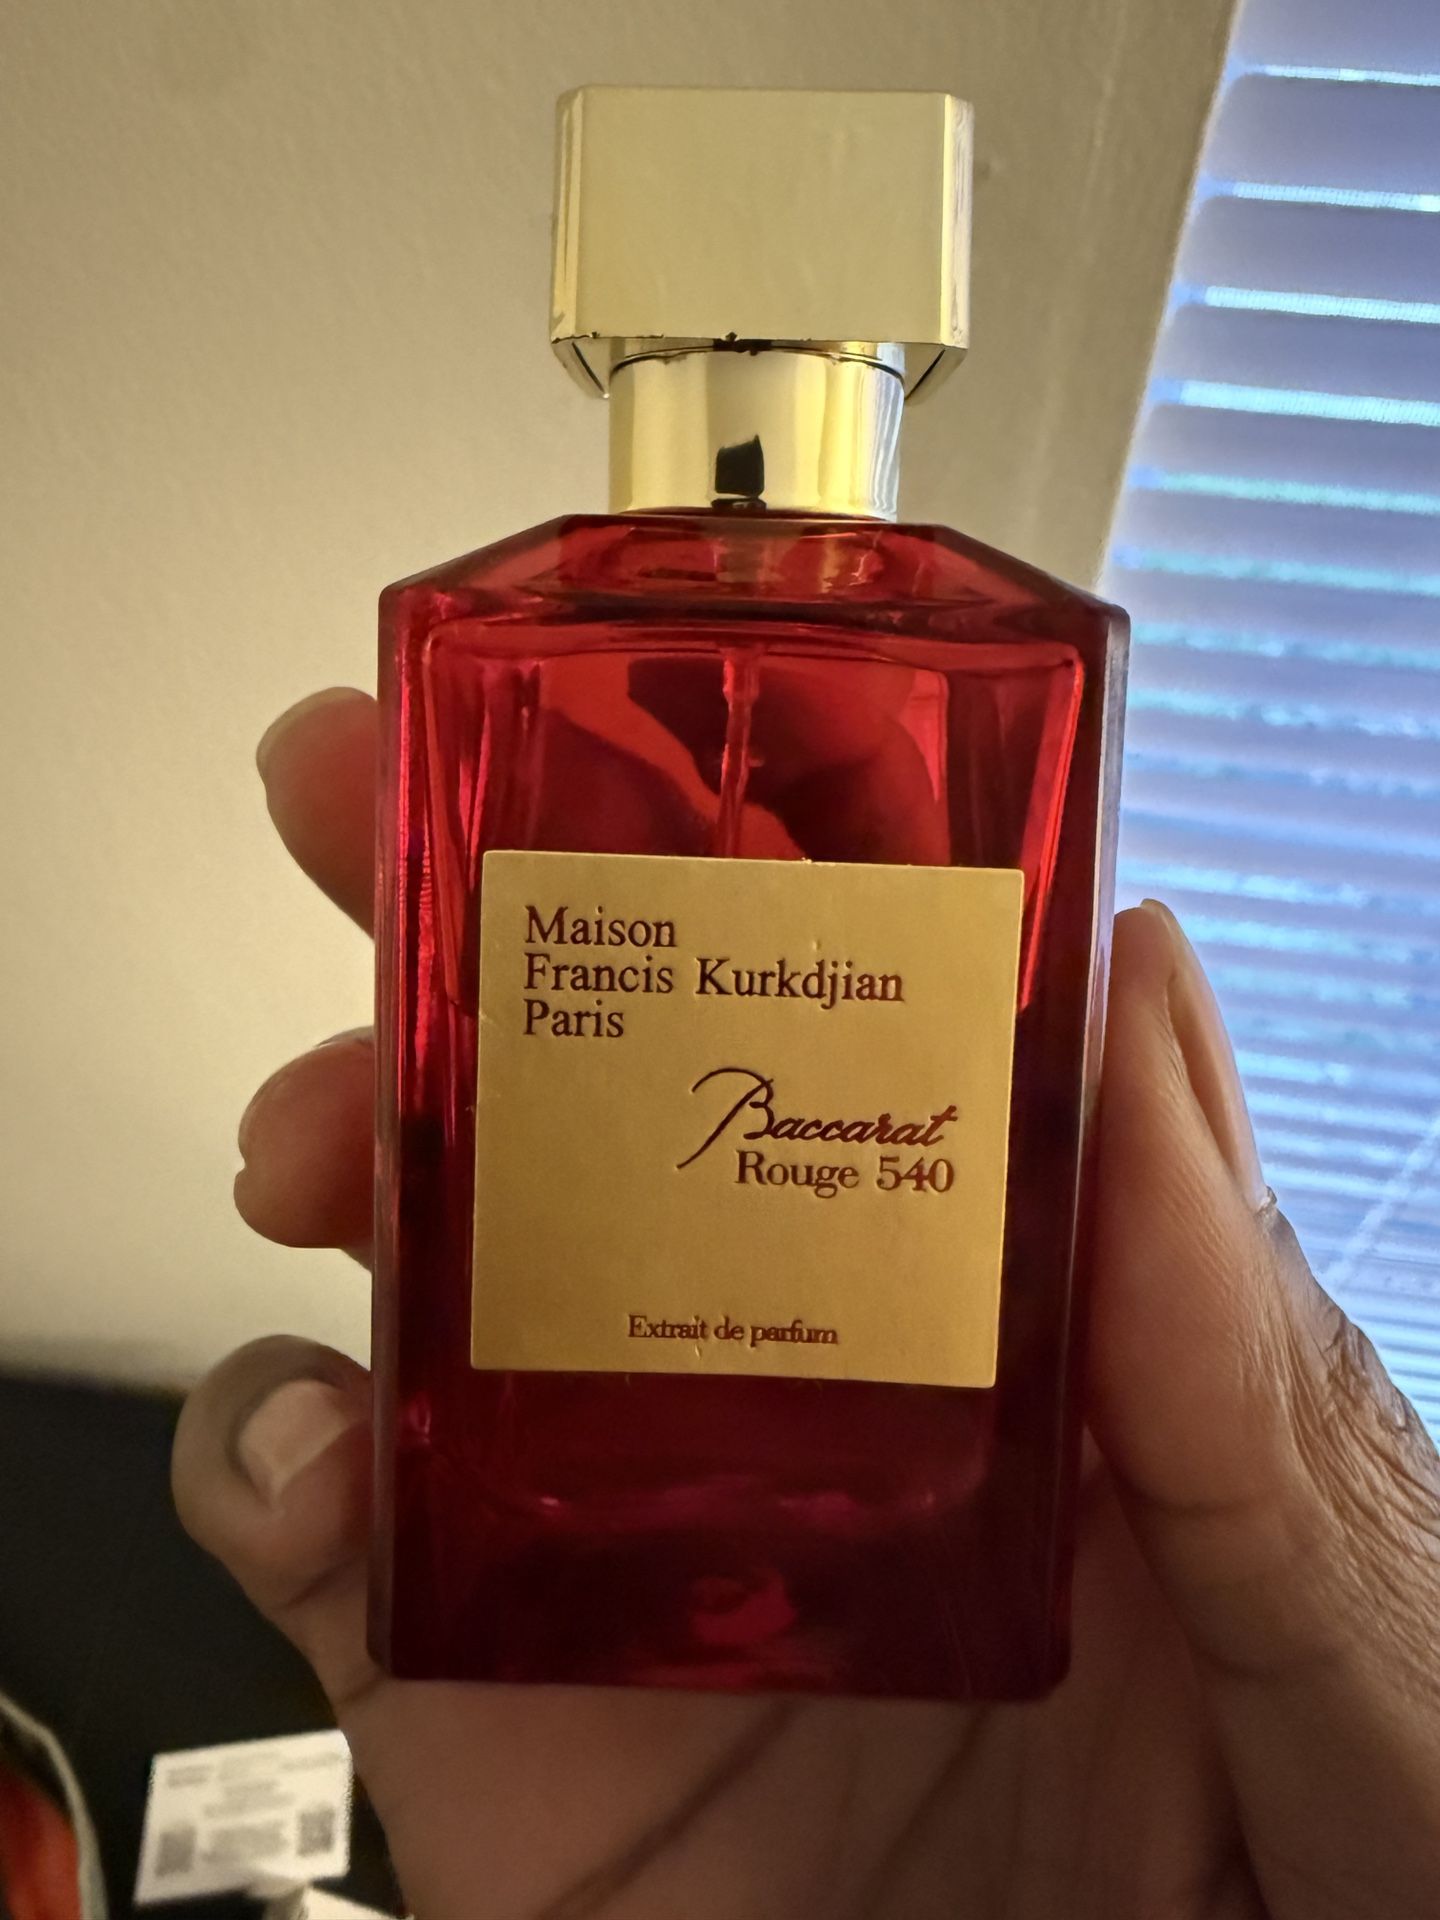 Maison
Francis Kurkdjian
Paris
Baccarat
Rouge 540
Extrait de parfum